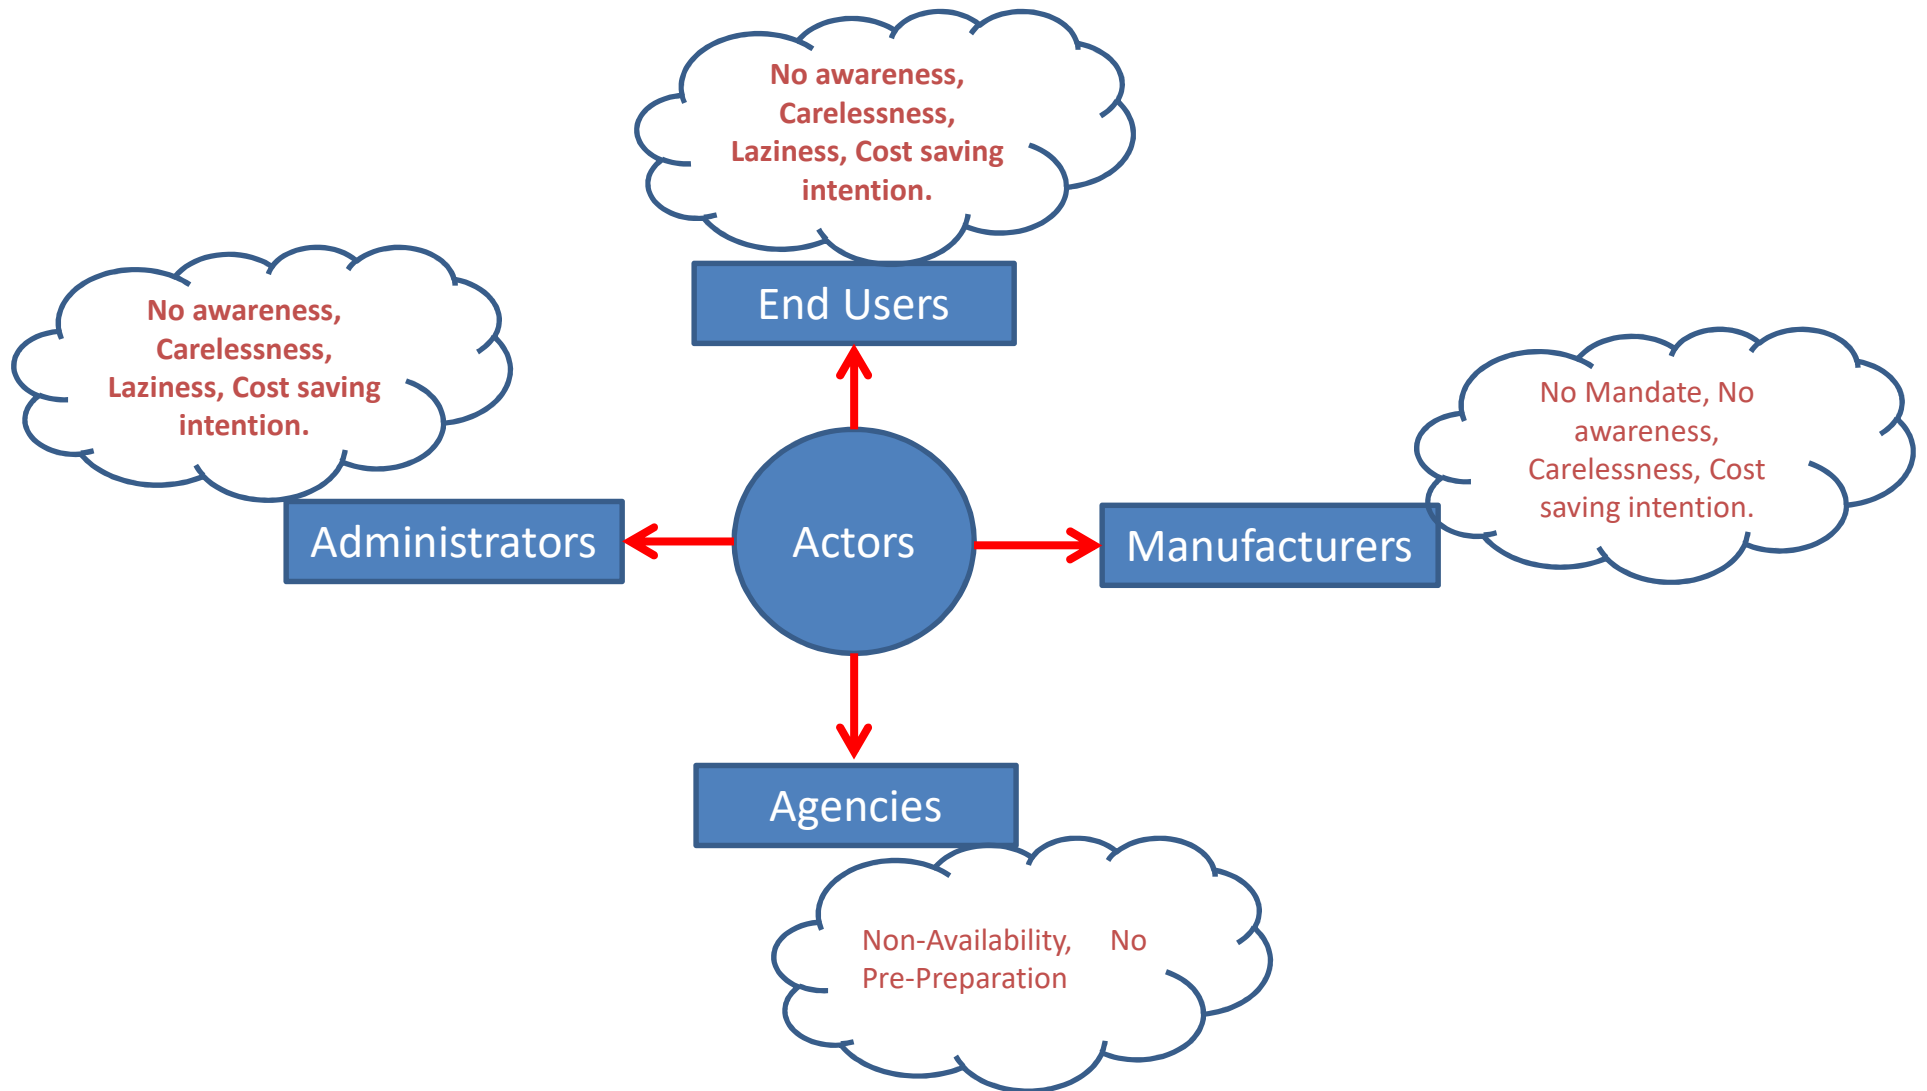 No awareness,
Carelessness,
Laziness, Cost saving
intention.
End Users
No awareness,
Carelessness,
Laziness, Cost saving
intention.
Administrators
Actors
No Mandate, No
awareness,
Carelessness, Cost
saving intention.
Manufacturers
Agencies
Non-Availability, No
Pre-Preparation